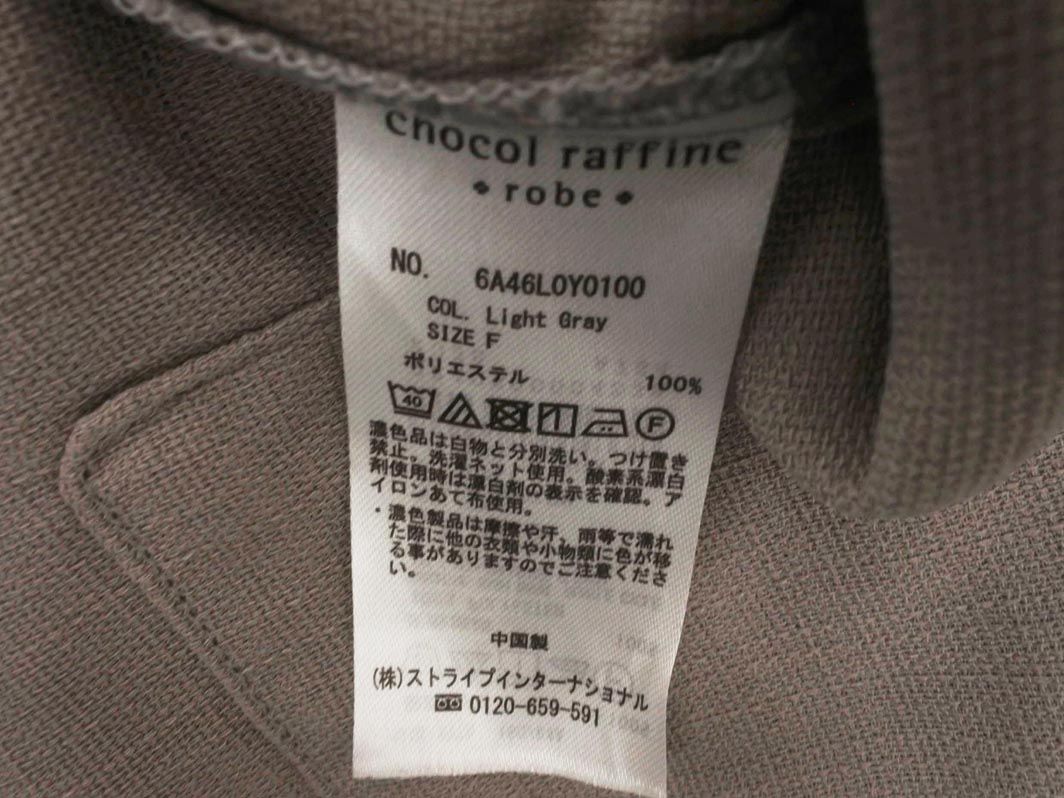 chocol raffine
robe
NO. 6A46L0Y0100
COL. Light Gray
SIZE F
ポリエステル 100%
40 F
濃色品は白物と分別洗い。つけ置き
禁止。洗濯ネット使用。酸素系漂白
剤使用時は漂白剤の表示を確認。ア
イロンあて布使用。
・濃色製品は摩擦や汗、雨等で濡れ
た際に他の衣類や小物類に色が移
る事がありますのでご注意くださ
い。
中国製
(株)ストライプインターナショナル
0120-659-591